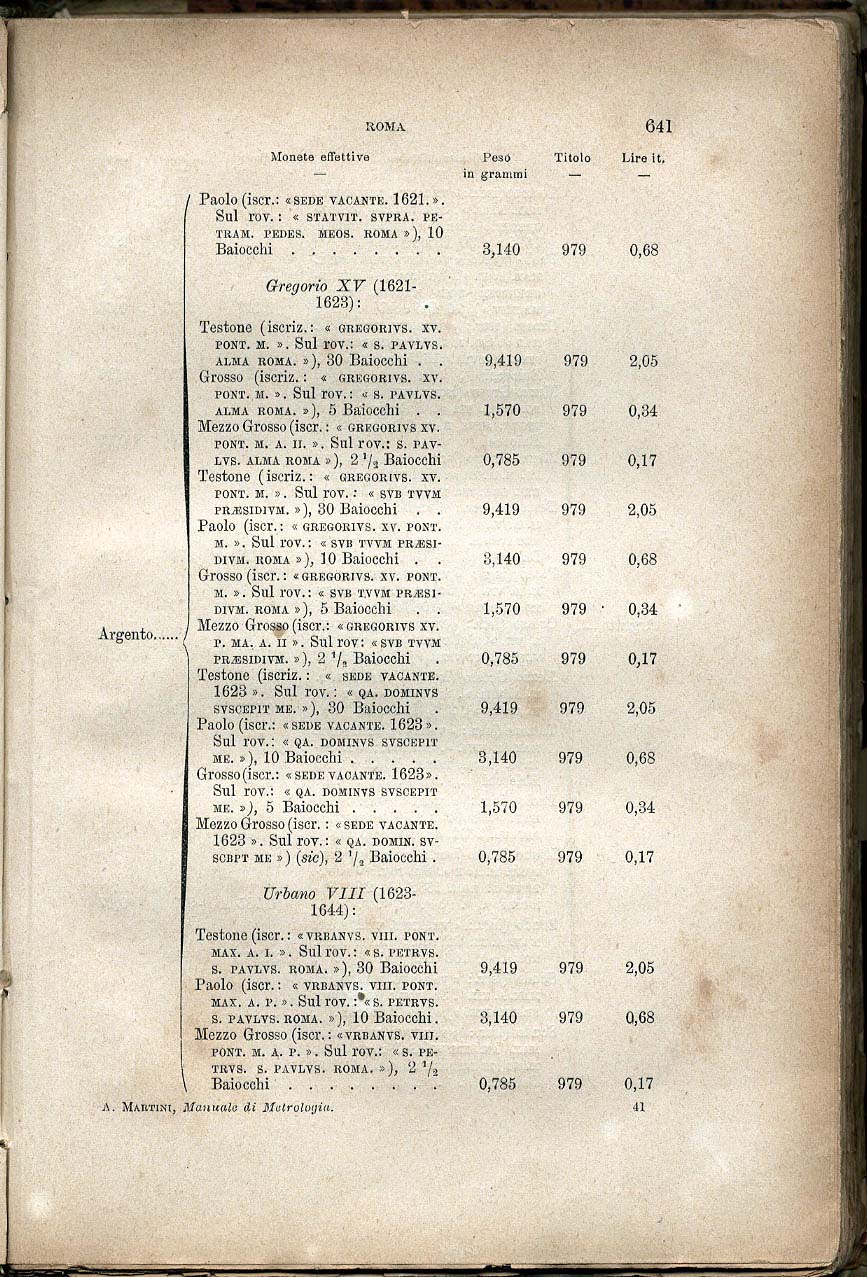 ROMA 641
Monete effettive Peso Titolo Lire it.
— in grammi — —
Paolo (iscr.: « SEDE VACANTE. 1621. ».
Sul rov.: « STATVIT. SVPRA. PE-
TRAM. PEDES. MEOS. ROMA »), 10
Baiocchi . . . . . . . . 3,140 979 0,68
Gregorio XV (1621-
1623):
Testone (iscriz.: « GREGORIVS. XV.
PONT. M. ». Sul rov.: « S. PAVLVS.
ALMA ROMA. »), 30 Baiocchi . . 9,419 979 2,05
Grosso (iscriz.: « GREGORIVS. XV.
PONT. M. ». Sul rov.: « S. PAVLVS.
ALMA ROMA. »), 5 Baiocchi . . 1,570 979 0,34
Mezzo Grosso (iscr.: « GREGORIVS XV.
PONT. M. A. II. ». Sul rov.: S. PAV-
LVS. ALMA ROMA »), 2 1/2 Baiocchi 0,785 979 0,17
Testone (iscriz.: « GREGORIVS. XV.
PONT. M. ». Sul rov.: « SVB TVVM
PRÆSIDIVM. »), 30 Baiocchi . . 9,419 979 2,05
Paolo (iscr.: « GREGORIVS. XV. PONT.
M. ». Sul rov.: « SVB TVVM PRÆSI-
DIVM. ROMA »), 10 Baiocchi . . 3,140 979 0,68
Grosso (iscr.: « GREGORIVS. XV. PONT.
M. ». Sul rov.: « SVB TVVM PRÆSI-
DIVM. ROMA »), 5 Baiocchi . . 1,570 979 0,34
Argento......
Mezzo Grosso (iscr.: « GREGORIVS XV.
P. MA. A. II ». Sul rov: « SVB TVVM
PRÆSIDIVM. »), 2 1/2 Baiocchi . 0,785 979 0,17
Testone (iscriz.: « SEDE VACANTE.
1623 ». Sul rov.: « QA. DOMINVS
SVSCEPIT ME. »), 30 Baiocchi . 9,419 979 2,05
Paolo (iscr.: « SEDE VACANTE. 1623 ».
Sul rov.: « QA. DOMINVS SVSCEPIT
ME. »), 10 Baiocchi . . . . . 3,140 979 0,68
Grosso (iscr.: « SEDE VACANTE. 1623 ».
Sul rov.: « QA. DOMINVS SVSCEPIT
ME. »), 5 Baiocchi . . . . . 1,570 979 0,34
Mezzo Grosso (iscr.: « SEDE VACANTE.
1623 ». Sul rov.: « QA. DOMIN. SV-
SCBPT ME ») (sic), 2 1/2 Baiocchi . 0,785 979 0,17
Urbano VIII (1623-
1644):
Testone (iscr.: « VRBANVS. VIII. PONT.
MAX. A. I. ». Sul rov.: « S. PETRVS.
S. PAVLVS. ROMA. »), 30 Baiocchi 9,419 979 2,05
Paolo (iscr.: « VRBANVS. VIII. PONT.
MAX. A. P. ». Sul rov.: « S. PETRVS.
S. PAVLVS. ROMA. »), 10 Baiocchi. 3,140 979 0,68
Mezzo Grosso (iscr.: « VRBANVS. VIII.
PONT. M. A. P. ». Sul rov.: « S. PE-
TRVS. S. PAVLVS. ROMA. »), 2 1/2
Baiocchi . . . . . . . . 0,785 979 0,17
A. MARTINI, Manuale di Metrologia. 41